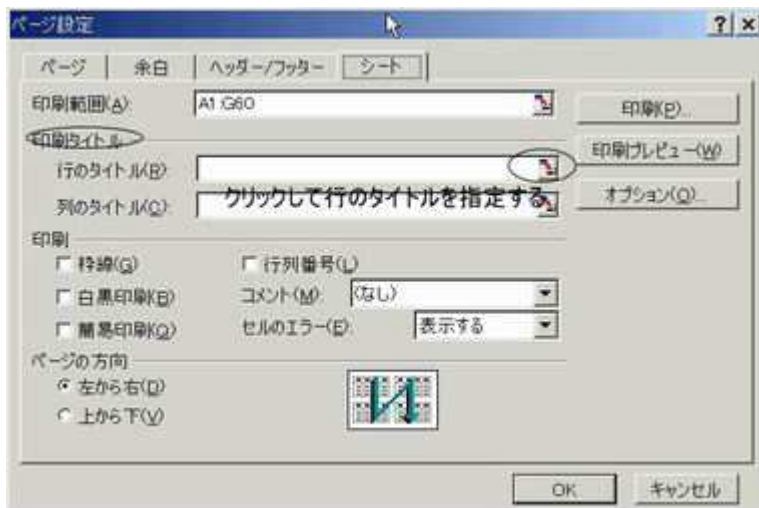 ページ設定
ページ 余白 ヘッダー/フッター シート
印刷範囲(A): A1:G60
印刷(P)...
印刷タイトル
印刷プレビュー(W)
行のタイトル(R):
オプション(O)...
列のタイトル(C): クリックして行のタイトルを指定する
印刷
枠線(G) 行列番号(L)
白黒印刷(B) コメント(M): (なし)
簡易印刷(Q) セルのエラー(E): 表示する
ページの方向
左から右(D)
上から下(V)
OK キャンセル